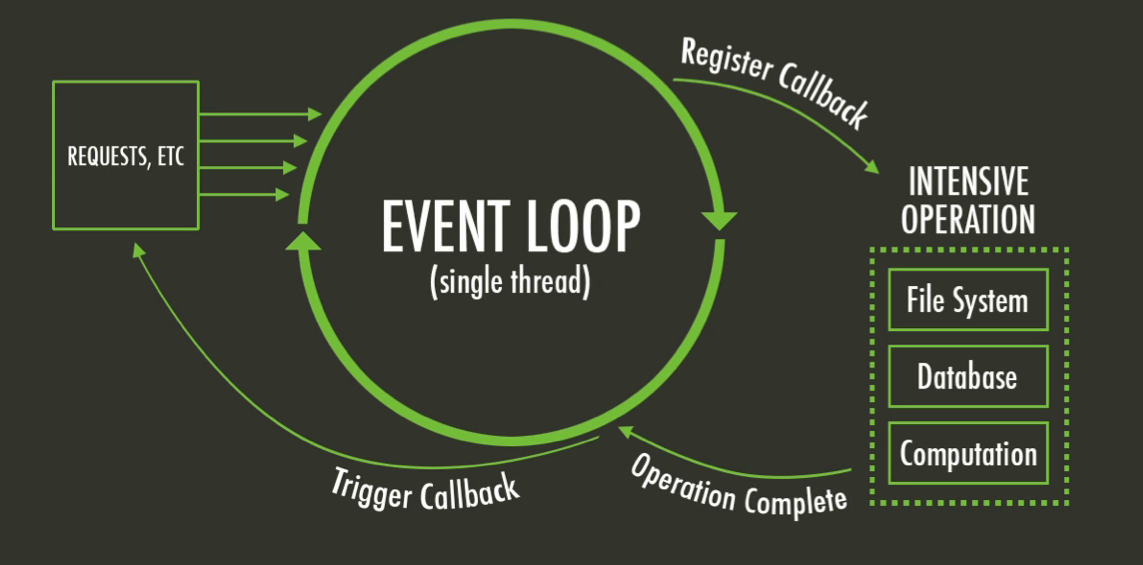 REQUESTS, ETC
EVENT LOOP
(single thread)
Register Callback
INTENSIVE
OPERATION
File System
Database
Computation
Operation Complete
Trigger Callback